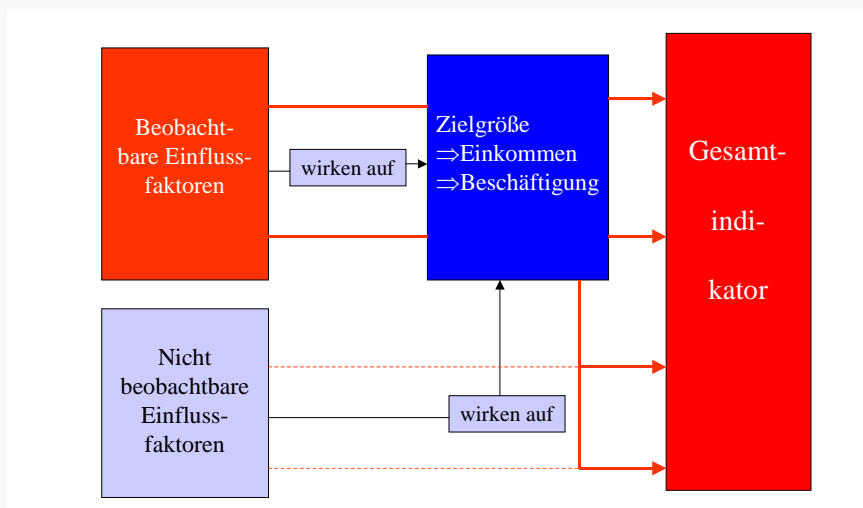 Beobacht-
bare Einfluss-
faktoren
wirken auf
Zielgröße
⇒Einkommen
⇒Beschäftigung
Gesamt-
indi-
kator
Nicht
beobachtbare
Einfluss-
faktoren
wirken auf